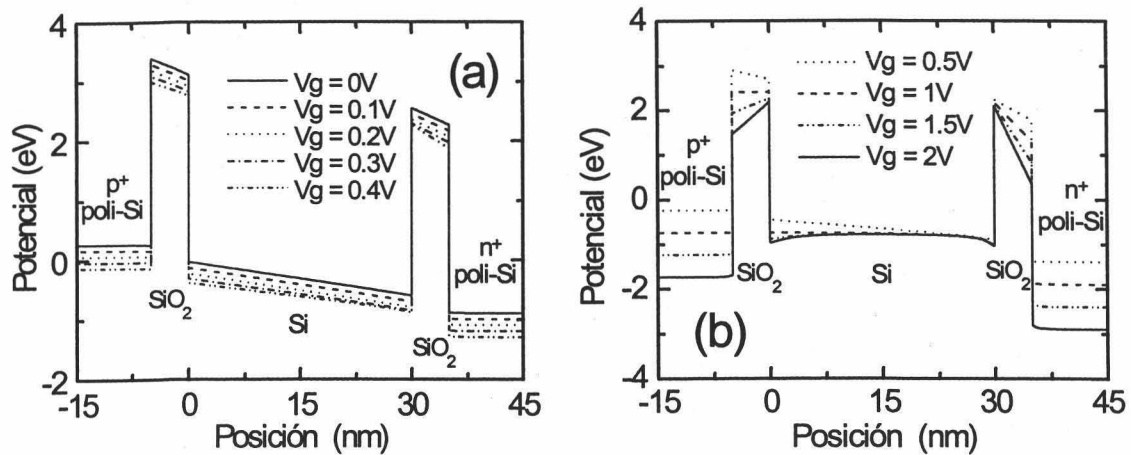 (a)
Potencial (eV)
4
2
0
-2
Vg = 0V
Vg = 0.1V
Vg = 0.2V
Vg = 0.3V
Vg = 0.4V
p+
poli-Si
SiO2
Si
SiO2
n+
poli-Si
-15 0 15 30 45
Posición (nm)
(b)
Potencial (eV)
4
2
0
-2
-4
Vg = 0.5V
Vg = 1V
Vg = 1.5V
Vg = 2V
p+
poli-Si
SiO2
Si
SiO2
n+
poli-Si
-15 0 15 30 45
Posición (nm)